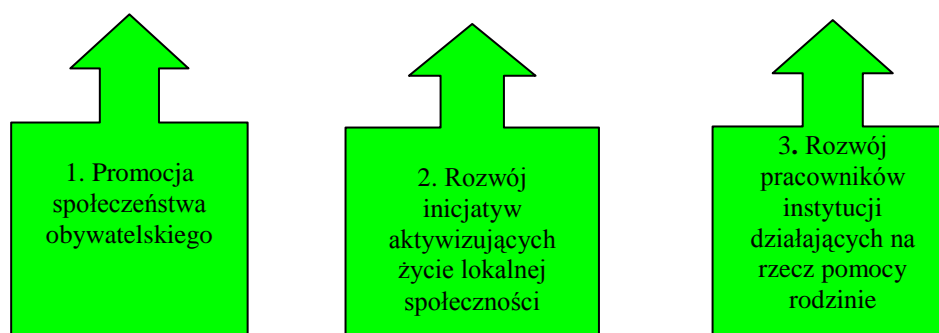 1. Promocja
społeczeństwa
obywatelskiego
2. Rozwój
inicjatyw
aktywizujących
życie lokalnej
społeczności
3. Rozwój
pracowników
instytucji
działających na
rzecz pomocy
rodzinie